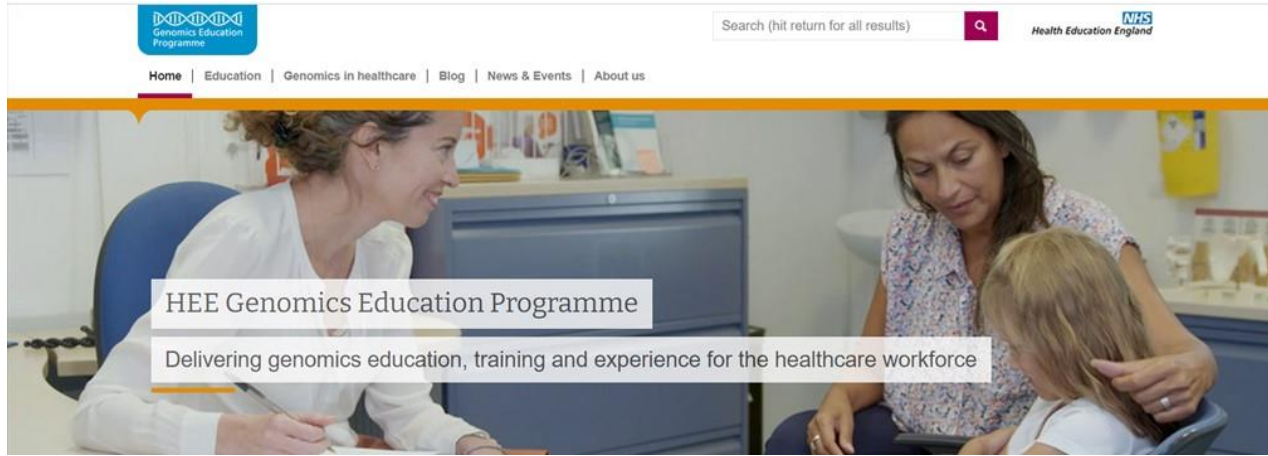 Genomics Education
Programme
Search (hit return for all results)
NHS
Health Education England
Home | Education | Genomics in healthcare | Blog | News & Events | About us
HEE Genomics Education Programme
Delivering genomics education, training and experience for the healthcare workforce